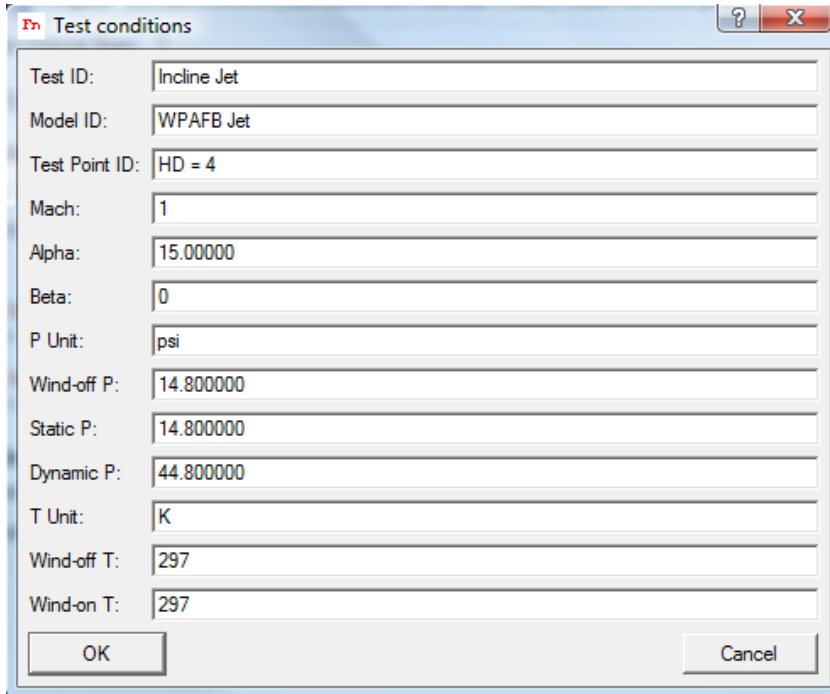 Fn Test conditions
? X
Test ID: Incline Jet
Model ID: WPAFB Jet
Test Point ID: HD = 4
Mach: 1
Alpha: 15.00000
Beta: 0
P Unit: psi
Wind-off P: 14.800000
Static P: 14.800000
Dynamic P: 44.800000
T Unit: K
Wind-off T: 297
Wind-on T: 297
OK Cancel